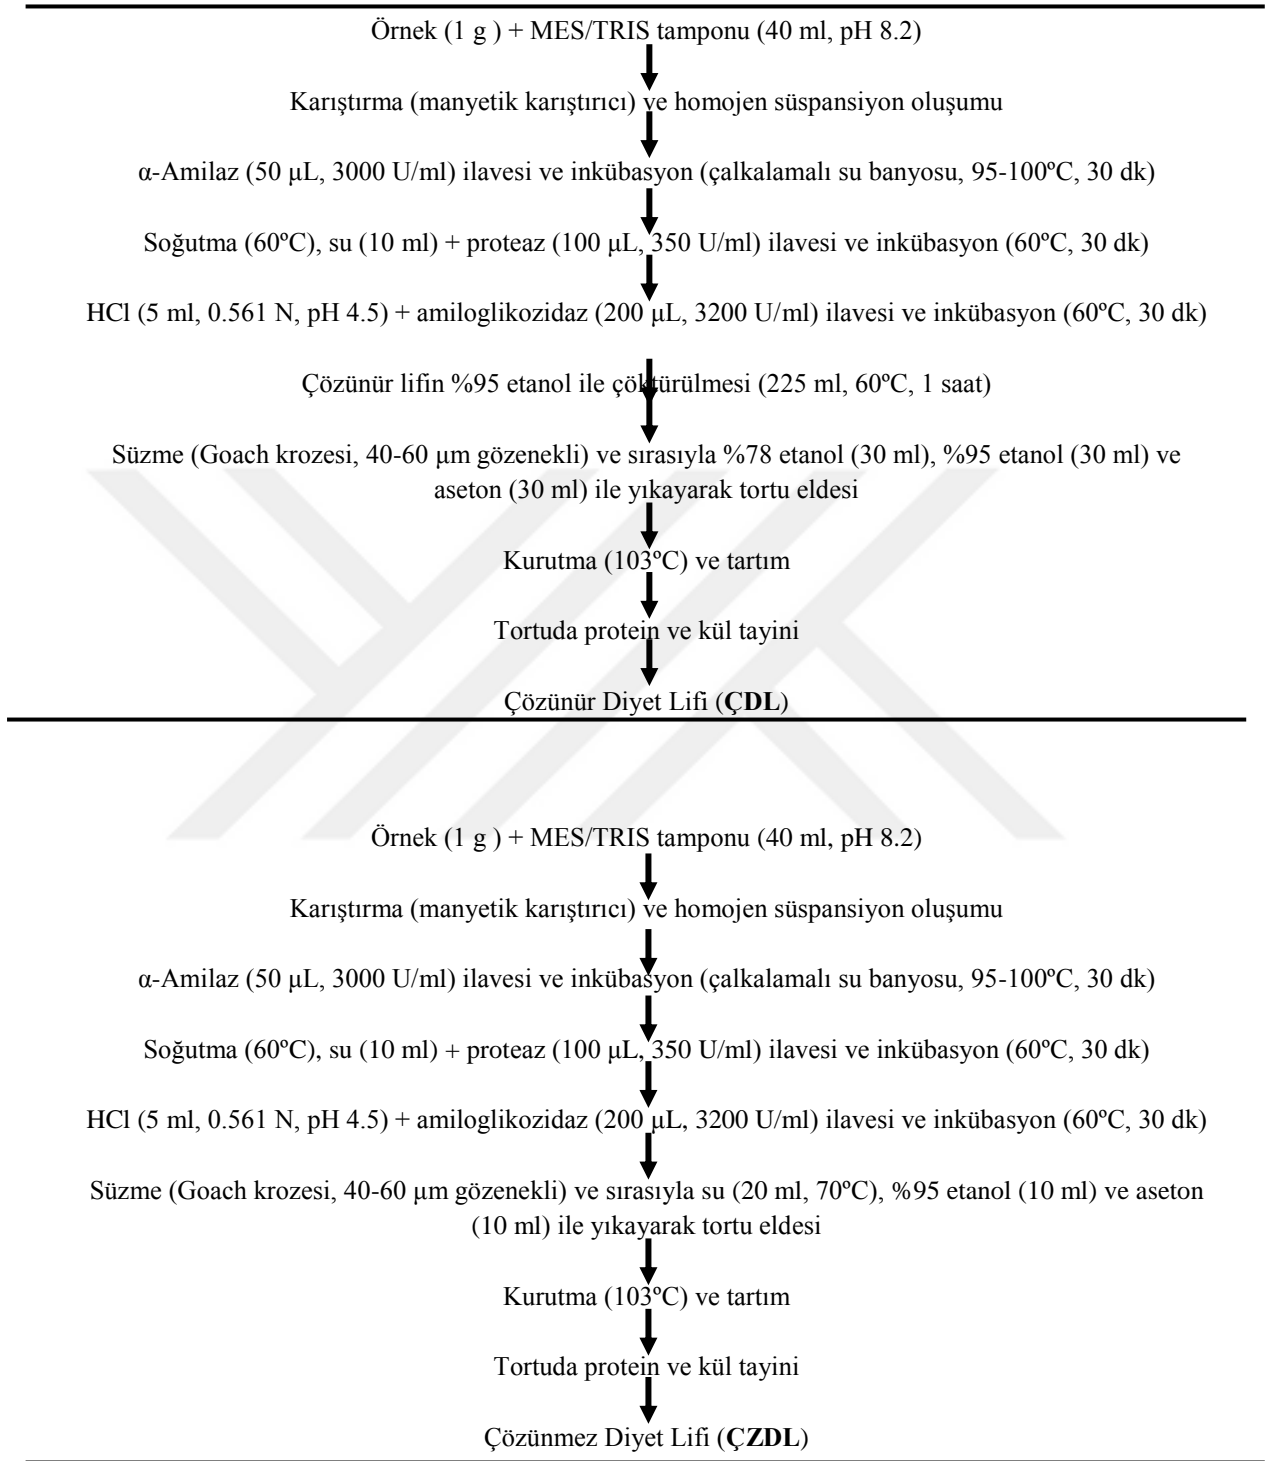 Örnek (1 g ) + MES/TRIS tamponu (40 ml, pH 8.2)
Karıştırma (manyetik karıştırıcı) ve homojen süspansiyon oluşumu
α-Amilaz (50 μL, 3000 U/ml) ilavesi ve inkübasyon (çalkalamalı su banyosu, 95-100ºC, 30 dk)
Soğutma (60ºC), su (10 ml) + proteaz (100 μL, 350 U/ml) ilavesi ve inkübasyon (60ºC, 30 dk)
HCl (5 ml, 0.561 N, pH 4.5) + amiloglikozidaz (200 μL, 3200 U/ml) ilavesi ve inkübasyon (60ºC, 30 dk)
Çözünür lifin %95 etanol ile çöktürülmesi (225 ml, 60ºC, 1 saat)
Süzme (Goach krozesi, 40-60 μm gözenekli) ve sırasıyla %78 etanol (30 ml), %95 etanol (30 ml) ve
aseton (30 ml) ile yıkayarak tortu eldesi
Kurutma (103ºC) ve tartım
Tortuda protein ve kül tayini
Çözünür Diyet Lifi (ÇDL)
Örnek (1 g ) + MES/TRIS tamponu (40 ml, pH 8.2)
Karıştırma (manyetik karıştırıcı) ve homojen süspansiyon oluşumu
α-Amilaz (50 μL, 3000 U/ml) ilavesi ve inkübasyon (çalkalamalı su banyosu, 95-100ºC, 30 dk)
Soğutma (60ºC), su (10 ml) + proteaz (100 μL, 350 U/ml) ilavesi ve inkübasyon (60ºC, 30 dk)
HCl (5 ml, 0.561 N, pH 4.5) + amiloglikozidaz (200 μL, 3200 U/ml) ilavesi ve inkübasyon (60ºC, 30 dk)
Süzme (Goach krozesi, 40-60 μm gözenekli) ve sırasıyla su (20 ml, 70ºC), %95 etanol (10 ml) ve aseton
(10 ml) ile yıkayarak tortu eldesi
Kurutma (103ºC) ve tartım
Tortuda protein ve kül tayini
Çözünmez Diyet Lifi (ÇZDL)